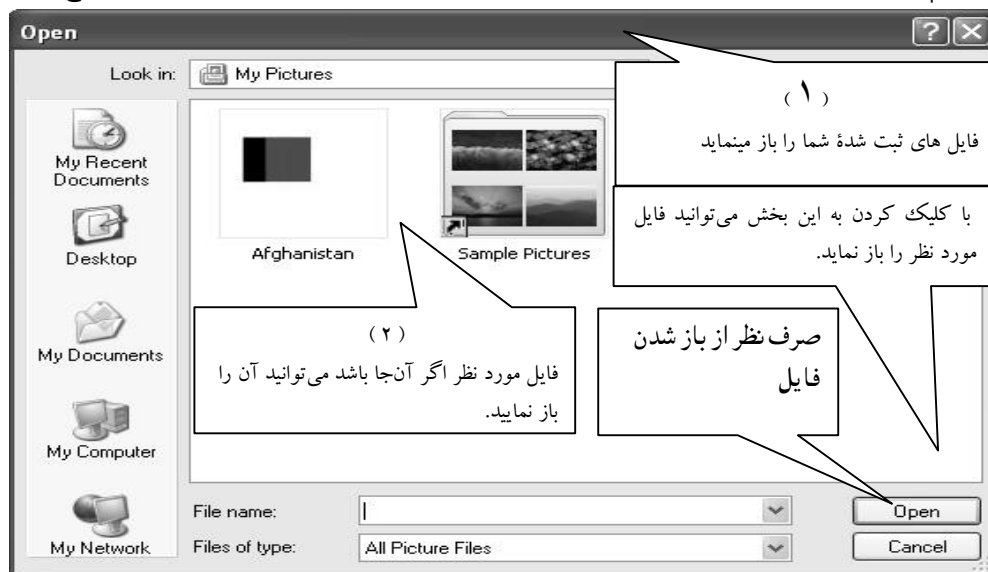 Open
Look in: My Pictures
( ۱ )
فایل های ثبت شدۀ شما را باز مینماید
My Recent
Documents
با کلیک کردن به این بخش می‌توانید فایل
مورد نظر را باز نماید.
Desktop
Afghanistan
Sample Pictures
( ۲ )
فایل مورد نظر اگر آن‌جا باشد می‌توانید آن را
باز نمایید.
صرف نظر از باز شدن
فایل
My Documents
My Computer
File name:
Open
My Network
Files of type: All Picture Files
Cancel